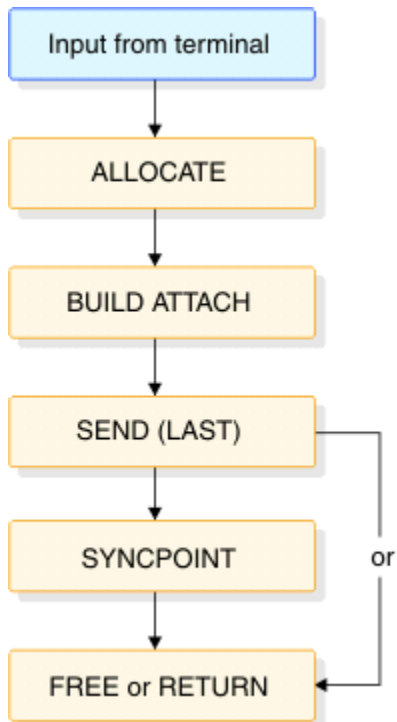 Input from terminal
ALLOCATE
BUILD ATTACH
SEND (LAST)
SYNCPOINT
or
FREE or RETURN